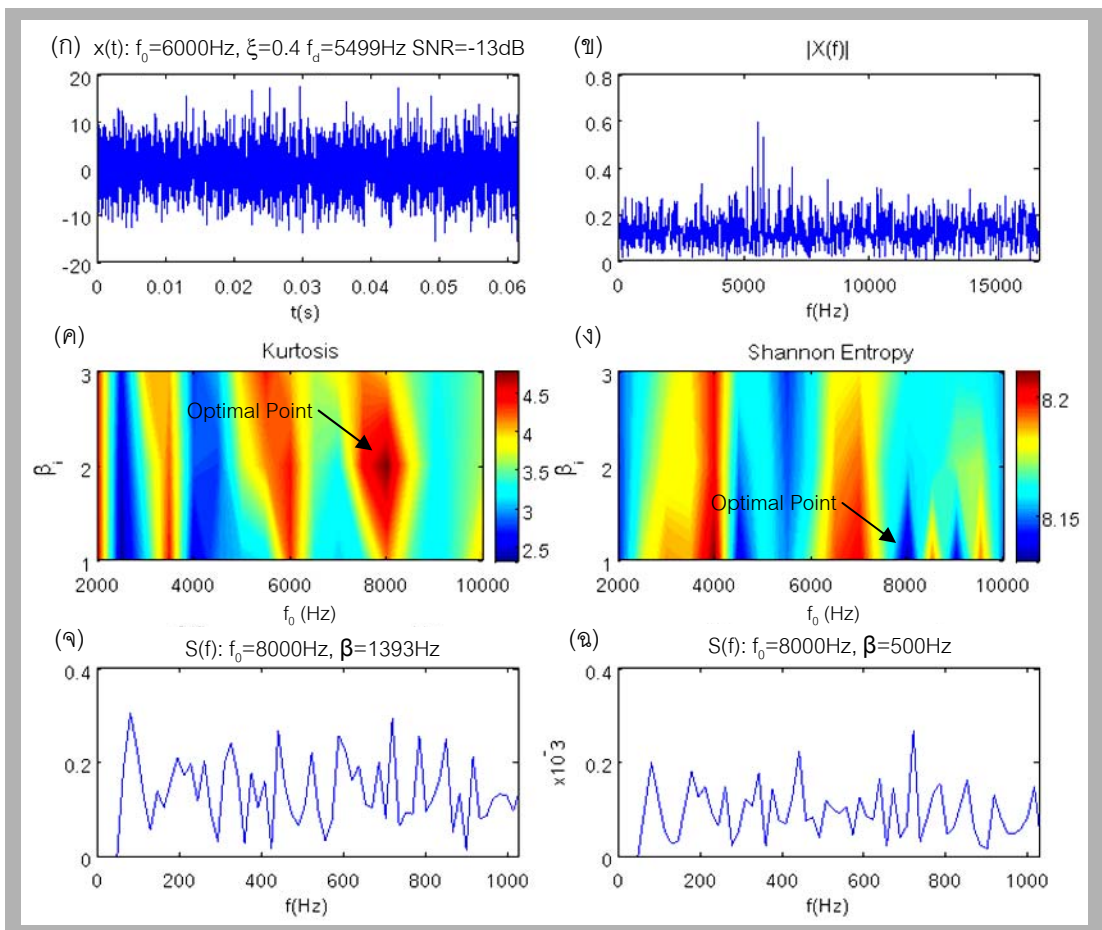 (ก) x(t): f₀=6000Hz, ξ=0.4 f_d=5499Hz SNR=-13dB
20
10
0
-10
-20
0 0.01 0.02 0.03 0.04 0.05 0.06
t(s)
(ข) |X(f)|
0.8
0.6
0.4
0.2
0
0 5000 10000 15000
f(Hz)
(ค) Kurtosis
3
2
1
β_i
Optimal Point
2000 4000 6000 8000 10000
f₀ (Hz)
4.5
4
3.5
3
2.5
(ง) Shannon Entropy
3
2
1
β_i
Optimal Point
2000 4000 6000 8000 10000
f₀ (Hz)
8.2
8.15
(จ) S(f): f₀=8000Hz, β=1393Hz
0.4
0.2
0
0 200 400 600 800 1000
f(Hz)
(ฉ) S(f): f₀=8000Hz, β=500Hz
0.4
0.2
0
x10⁻3
0 200 400 600 800 1000
f(Hz)